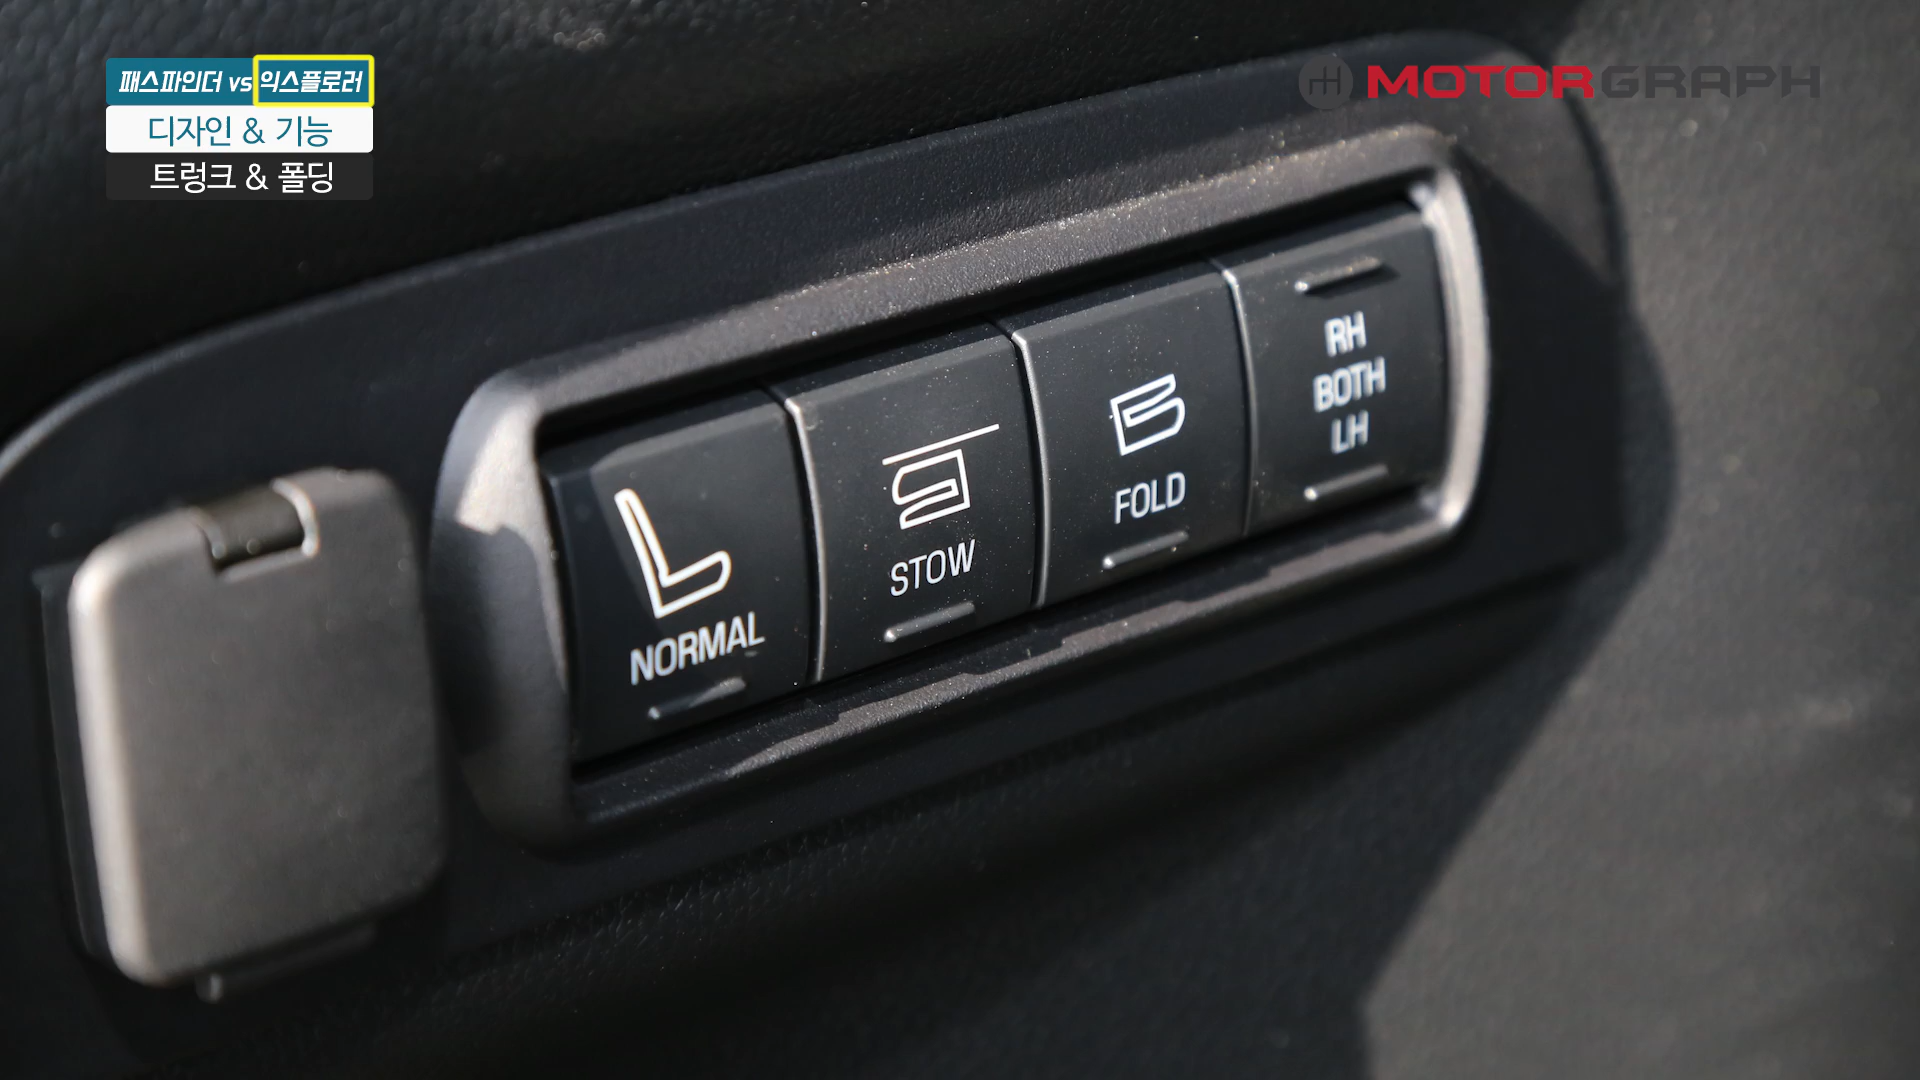 패스파인더 vs 익스플로러
디자인 & 기능
트렁크 & 폴딩
MOTORGRAPH
NORMAL
STOW
FOLD
RH
BOTH
LH